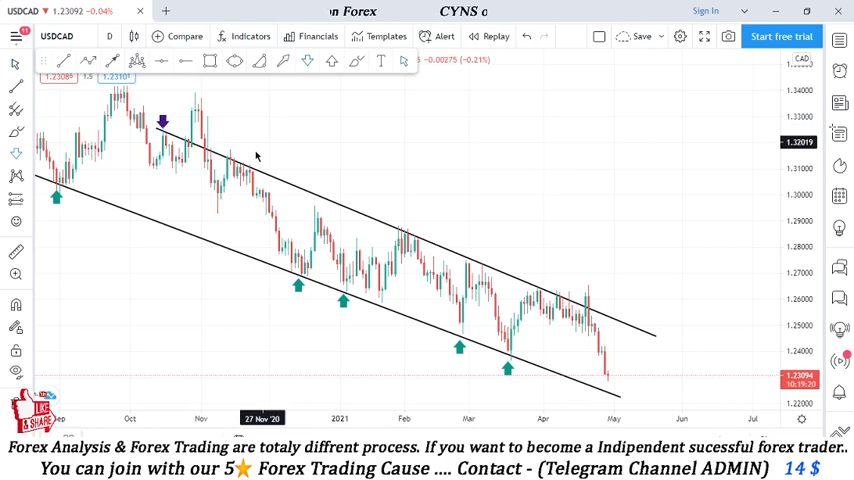 USDCAD ▼ 1.23092 −0.04%
on Forex CYNS o
Sign In
11
USDCAD D Compare Indicators Financials Templates Alert Replay Save Start free trial
1.23086 1.5 1.23101
−0.00275 (−0.21%)
CAD
1.34000
1.33000
1.32019
1.31000
1.30000
1.29000
1.28000
1.27000
1.26000
1.25000
1.24000
1.23094
10:19:20
1.22000
LIKE & SHARE
Sep Oct Nov 27 Nov '20 2021 Feb Mar Apr May Jun Jul
Forex Analysis & Forex Trading are totaly diffrent process. If you want to become a Indipendent sucessful forex trader..
You can join with our 5⭐ Forex Trading Cause .... Contact - (Telegram Channel ADMIN) 14 $